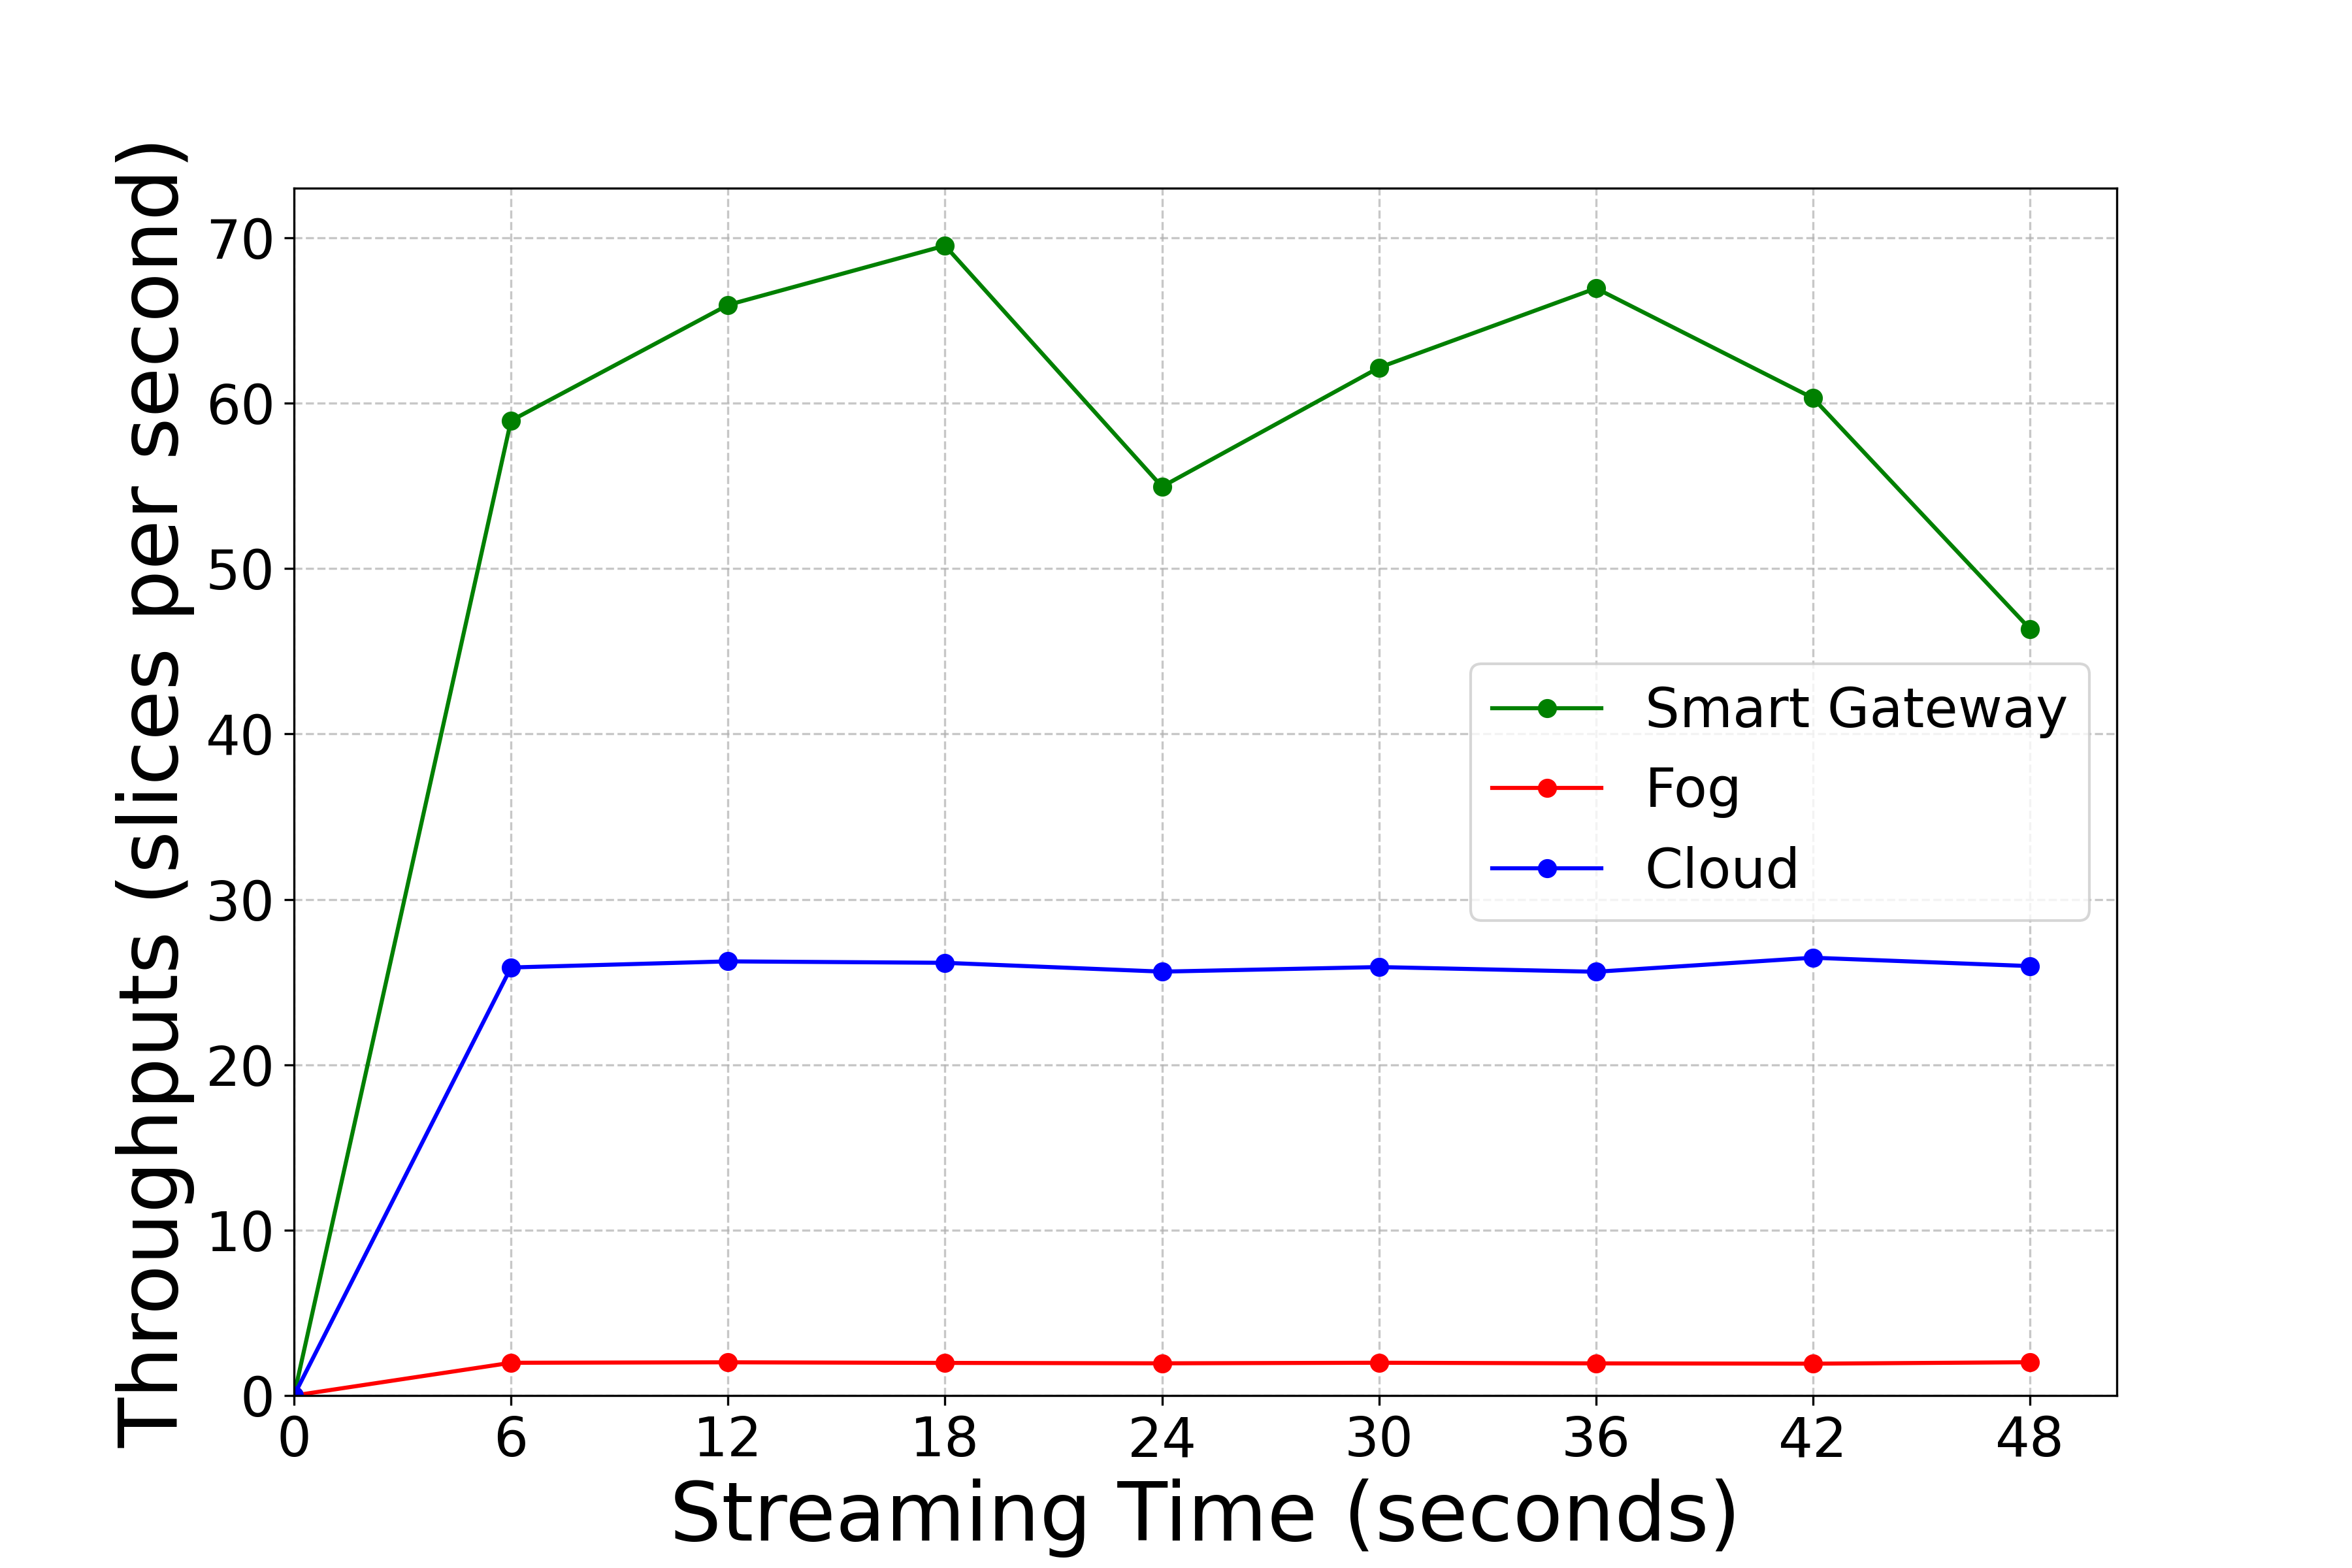 Throughputs (slices per second)
70
60
50
40
30
20
10
0
Smart Gateway
Fog
Cloud
0 6 12 18 24 30 36 42 48
Streaming Time (seconds)